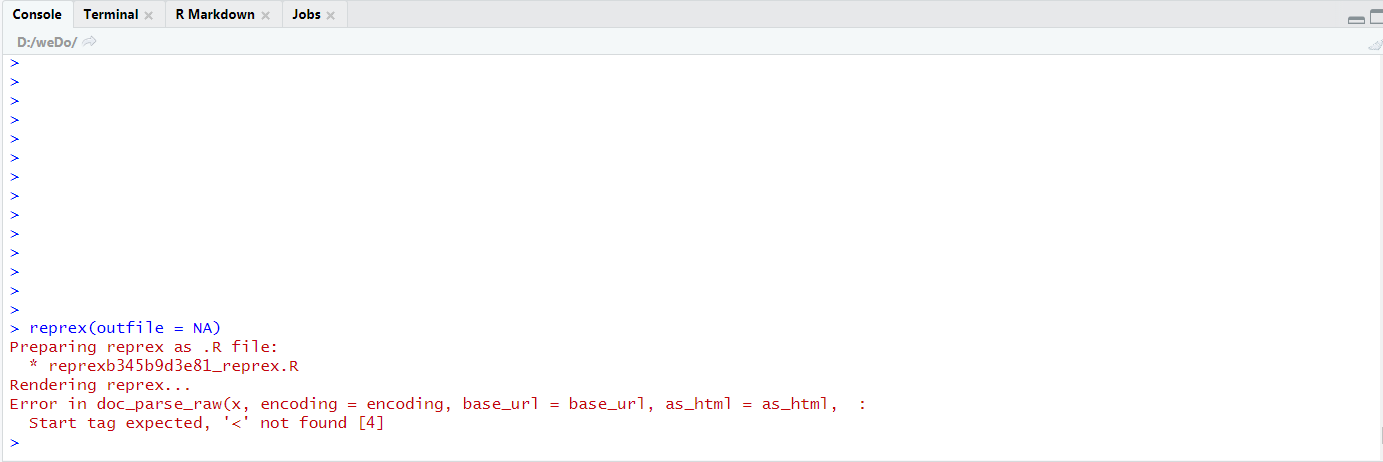 Console Terminal R Markdown Jobs
D:/weDo/
>
>
>
>
>
>
>
>
>
>
>
>
>
>
> reprex(outfile = NA)
Preparing reprex as .R file:
  * reprexb345b9d3e81_reprex.R
Rendering reprex...
Error in doc_parse_raw(x, encoding = encoding, base_url = base_url, as_html = as_html,  :
  Start tag expected, '<' not found [4]
>